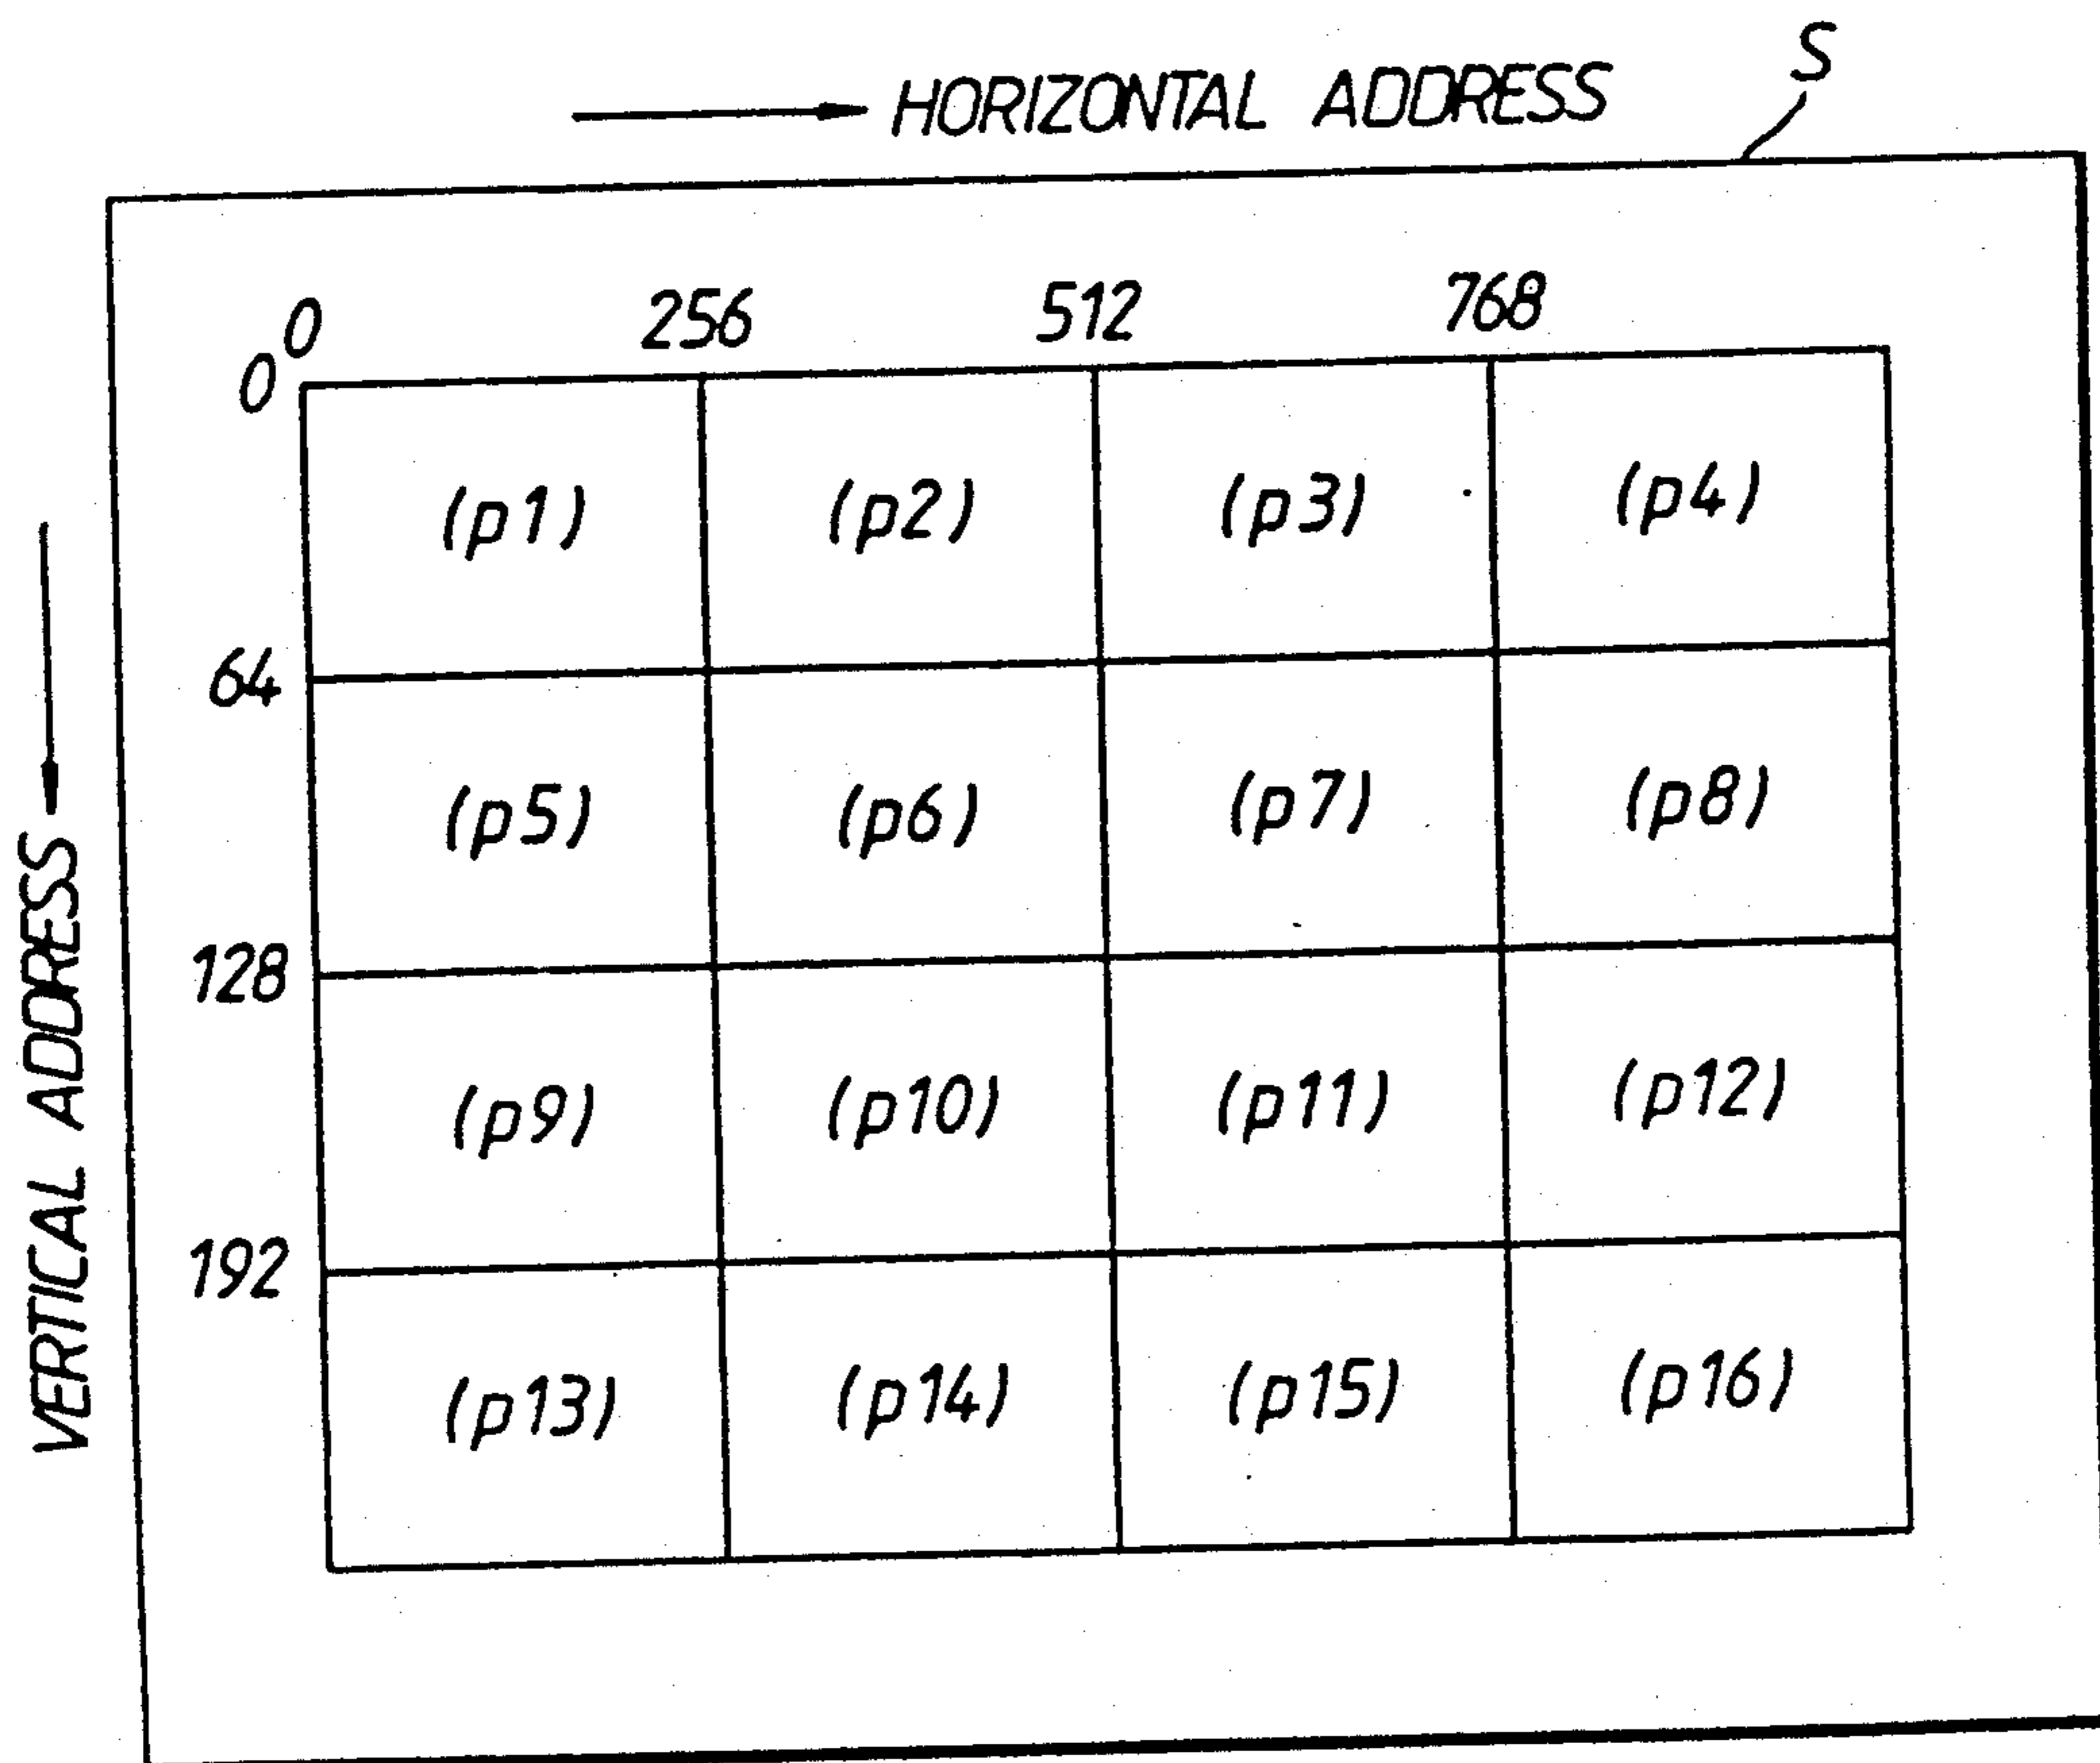 S
HORIZONTAL ADDRESS
0 256 512 768
0
(p1) (p2) (p3) (p4)
64
(p5) (p6) (p7) (p8)
128
(p9) (p10) (p11) (p12)
192
(p13) (p14) (p15) (p16)
VERTICAL ADDRESS